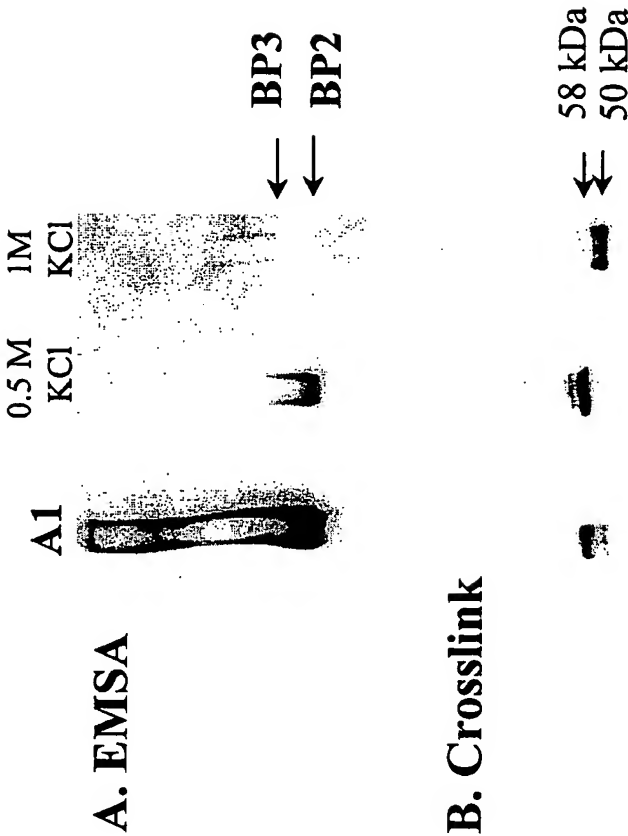 A1
0.5 M
KCl
1M
KCl
A. EMSA
BP3
BP2
B. Crosslink
58 kDa
50 kDa